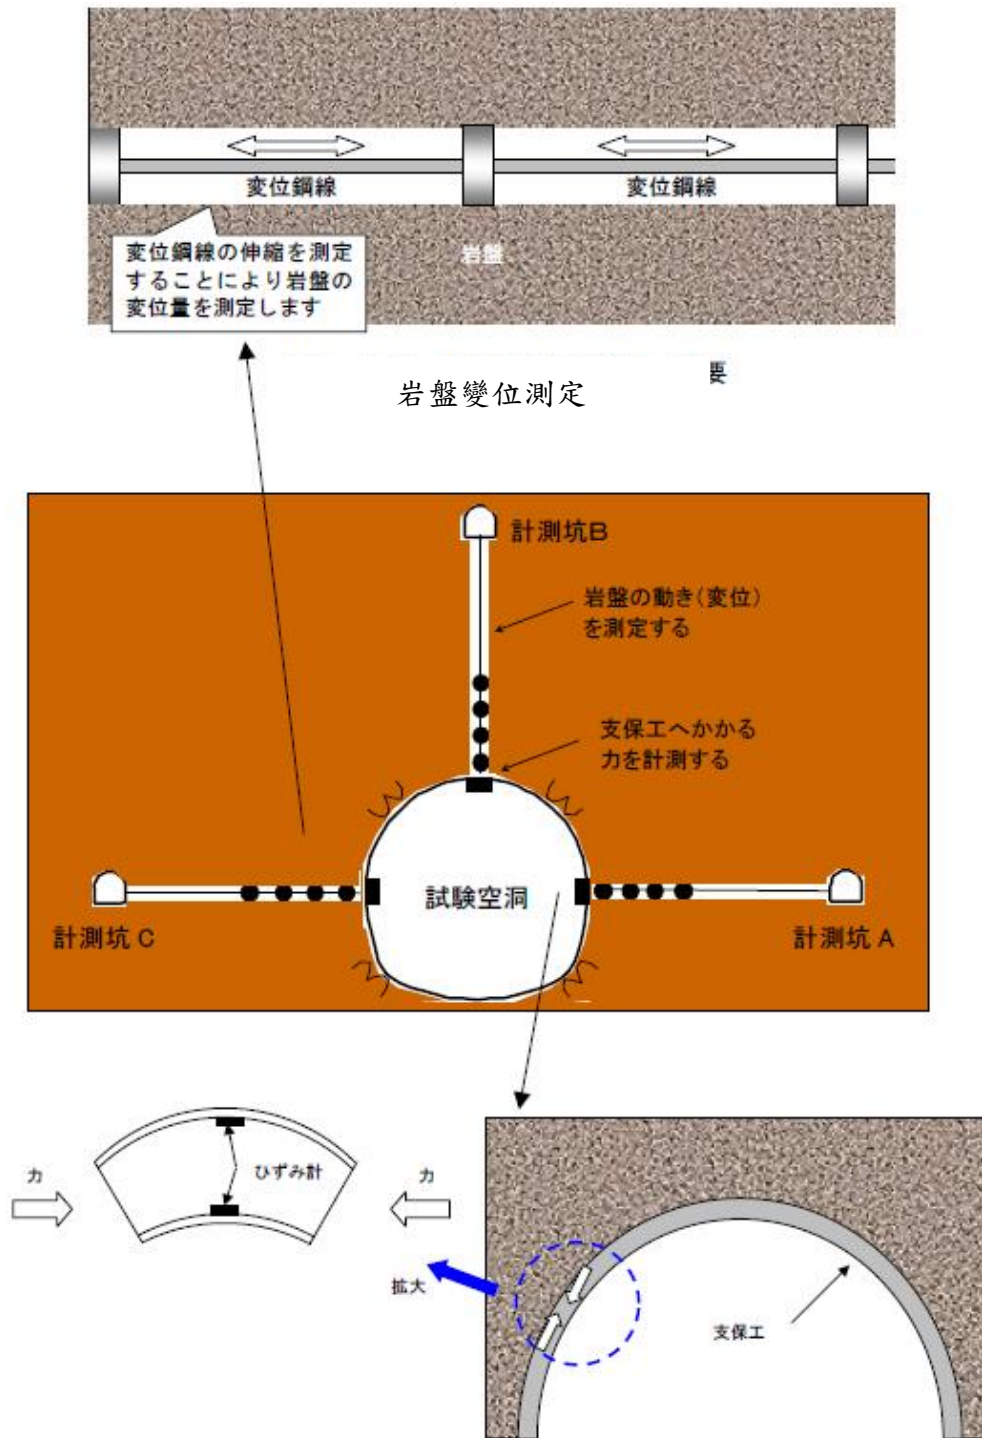 変位鋼線
変位鋼線
変位鋼線の伸縮を測定
することにより岩盤の
変位量を測定します
岩盤
要
岩盤變位測定
計測坑B
岩盤の動き(変位)
を測定する
支保工へかかる
力を計測する
試験空洞
計測坑 C
計測坑 A
ひずみ計
力
力
拡大
支保工